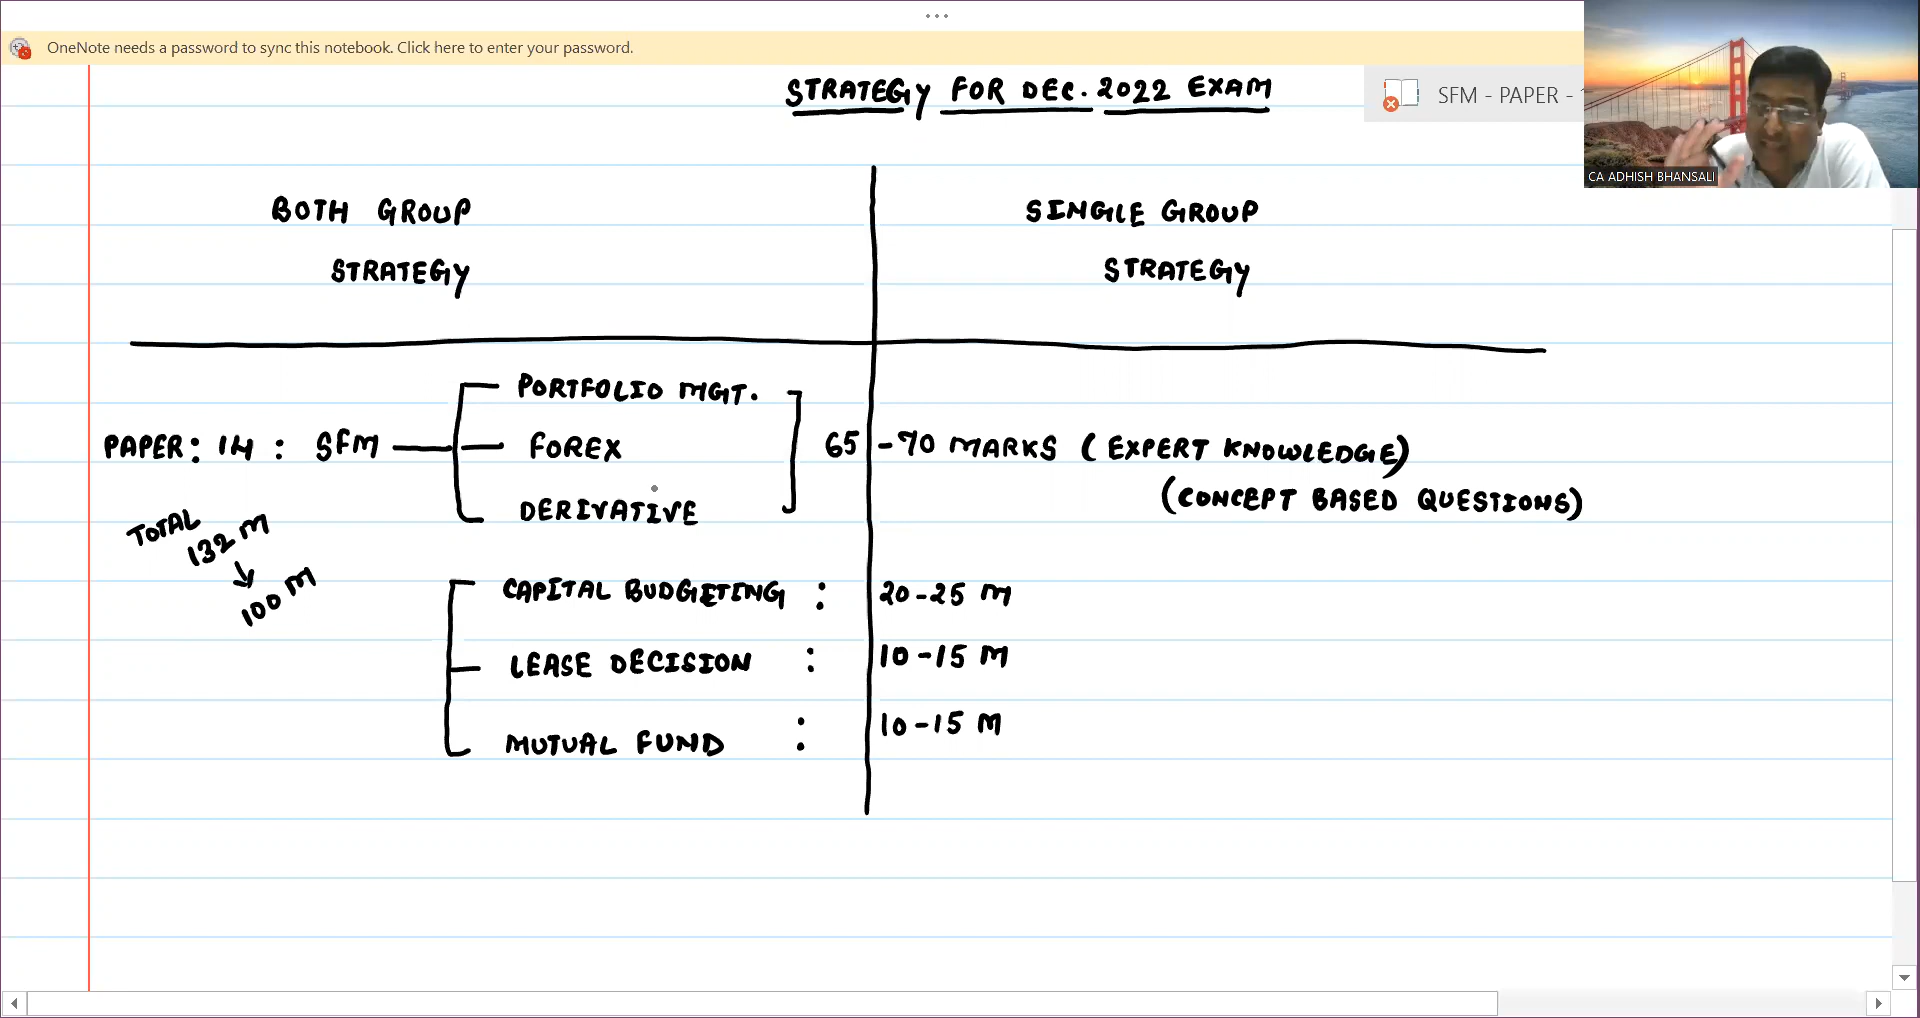 OneNote needs a password to sync this notebook. Click here to enter your password.
STRATEGY FOR DEC. 2022 EXAM
SFM - PAPER -
CA ADHISH BHANSALI
BOTH GROUP
STRATEGY
SINGLE GROUP
STRATEGY
PORTFOLIO MGT.
PAPER: 14 : SFM
FOREX
65 -70 MARKS (EXPERT KNOWLEDGE)
DERIVATIVE
(CONCEPT BASED QUESTIONS)
TOTAL
132 M
↓
100 M
CAPITAL BUDGETING : 20-25 M
LEASE DECISION : 10-15 M
MUTUAL FUND : 10-15 M